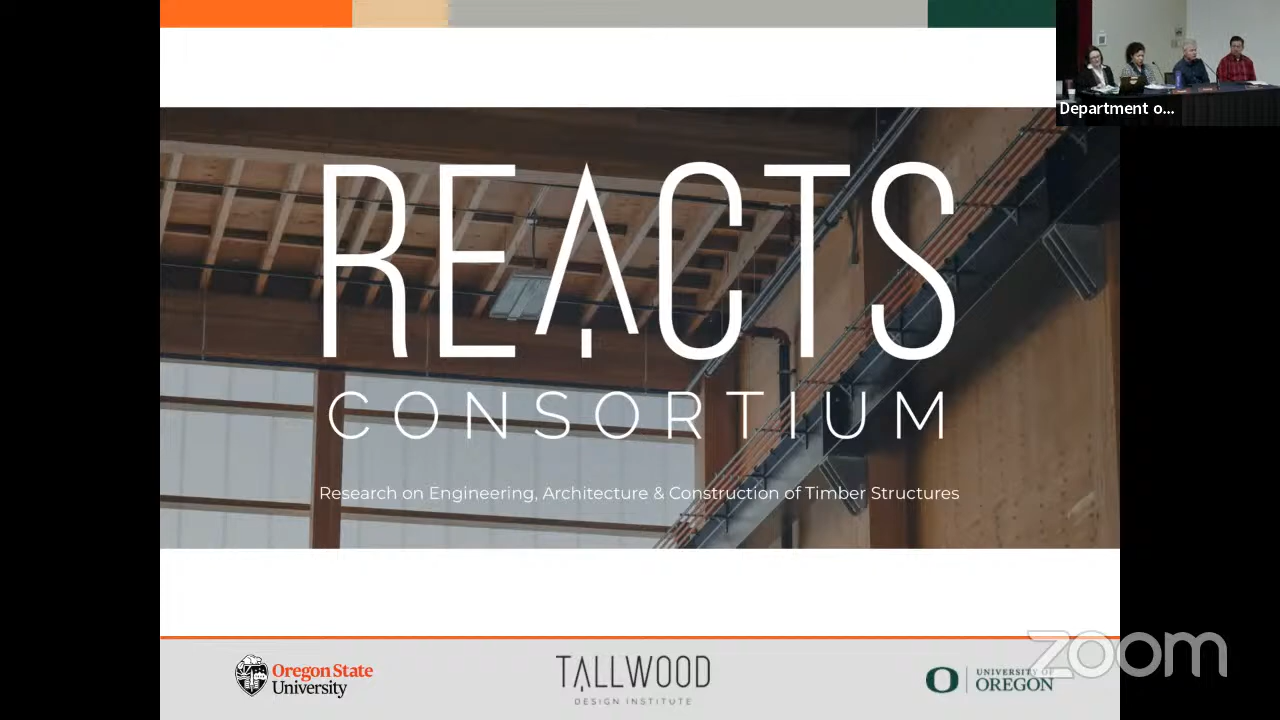 Department o...
REACTS
CONSORTIUM
Research on Engineering, Architecture & Construction of Timber Structures
Oregon State
University
TALLWOOD
DESIGN INSTITUTE
O
UNIVERSITY OF
OREGON
zoom